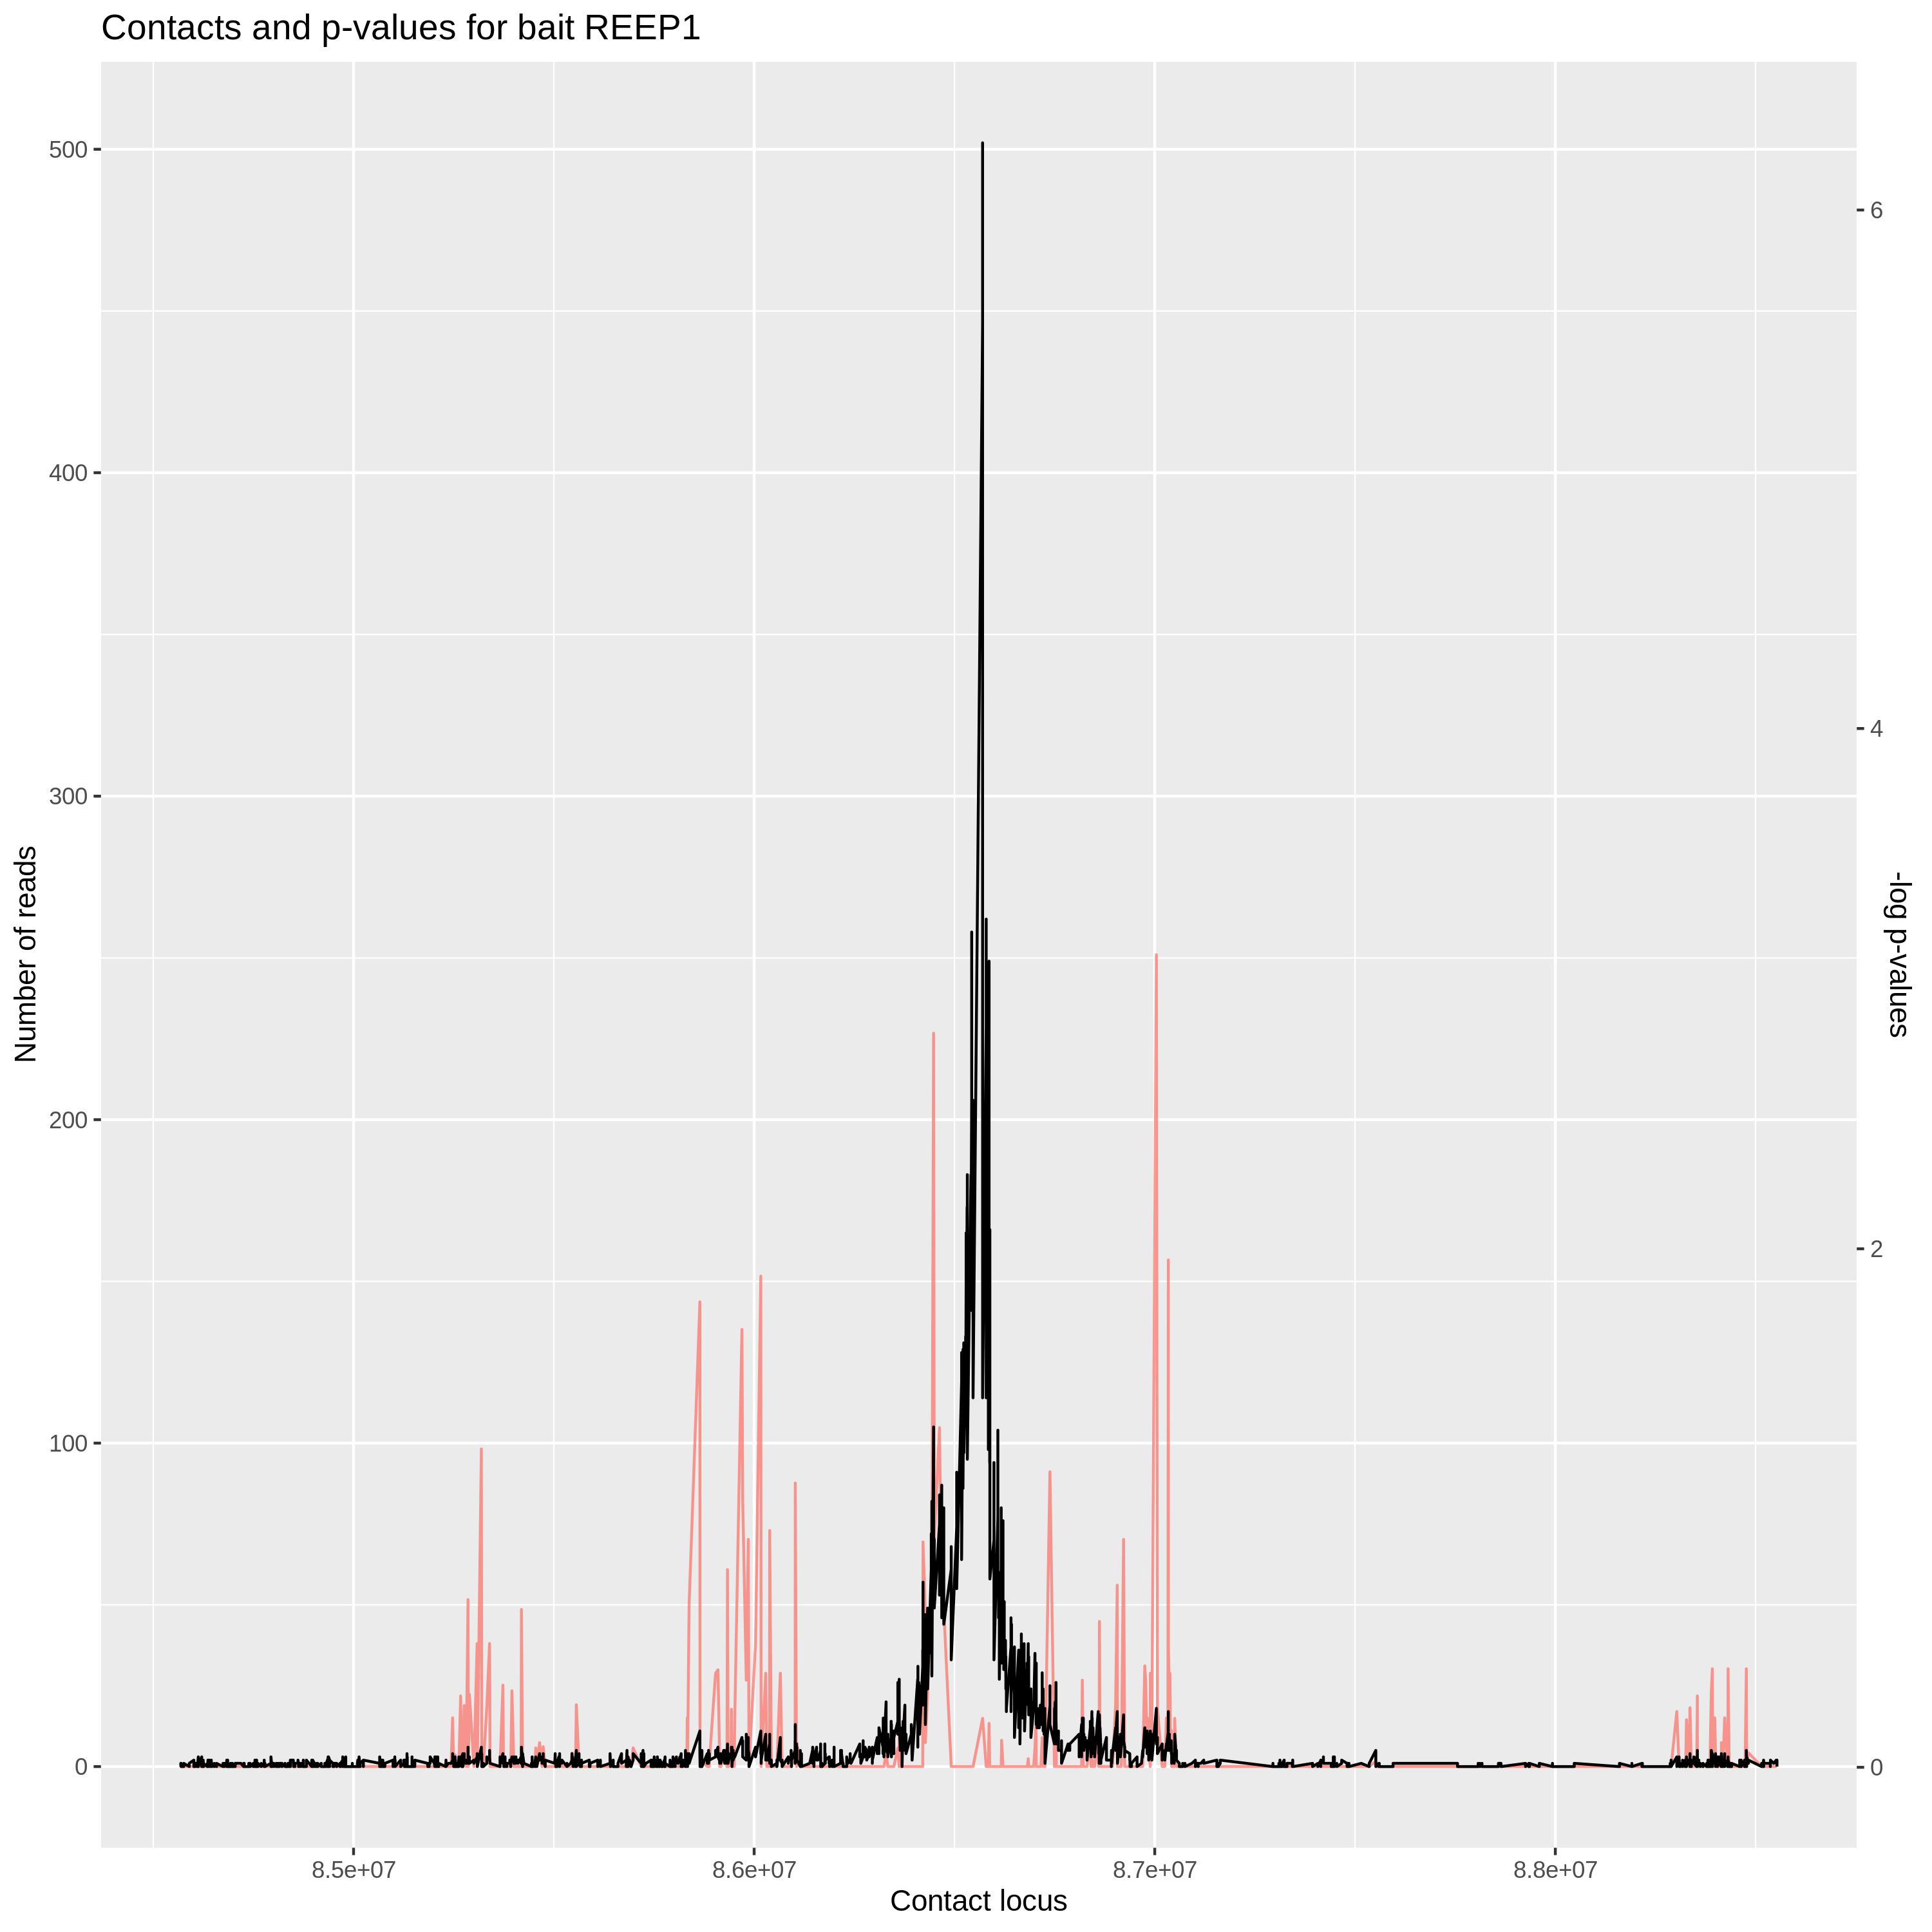 Contacts and p-values for bait REEP1
500
400
300
200
100
0
Number of reads
6
4
2
0
-log p-values
8.5e+07
8.6e+07
8.7e+07
8.8e+07
Contact locus